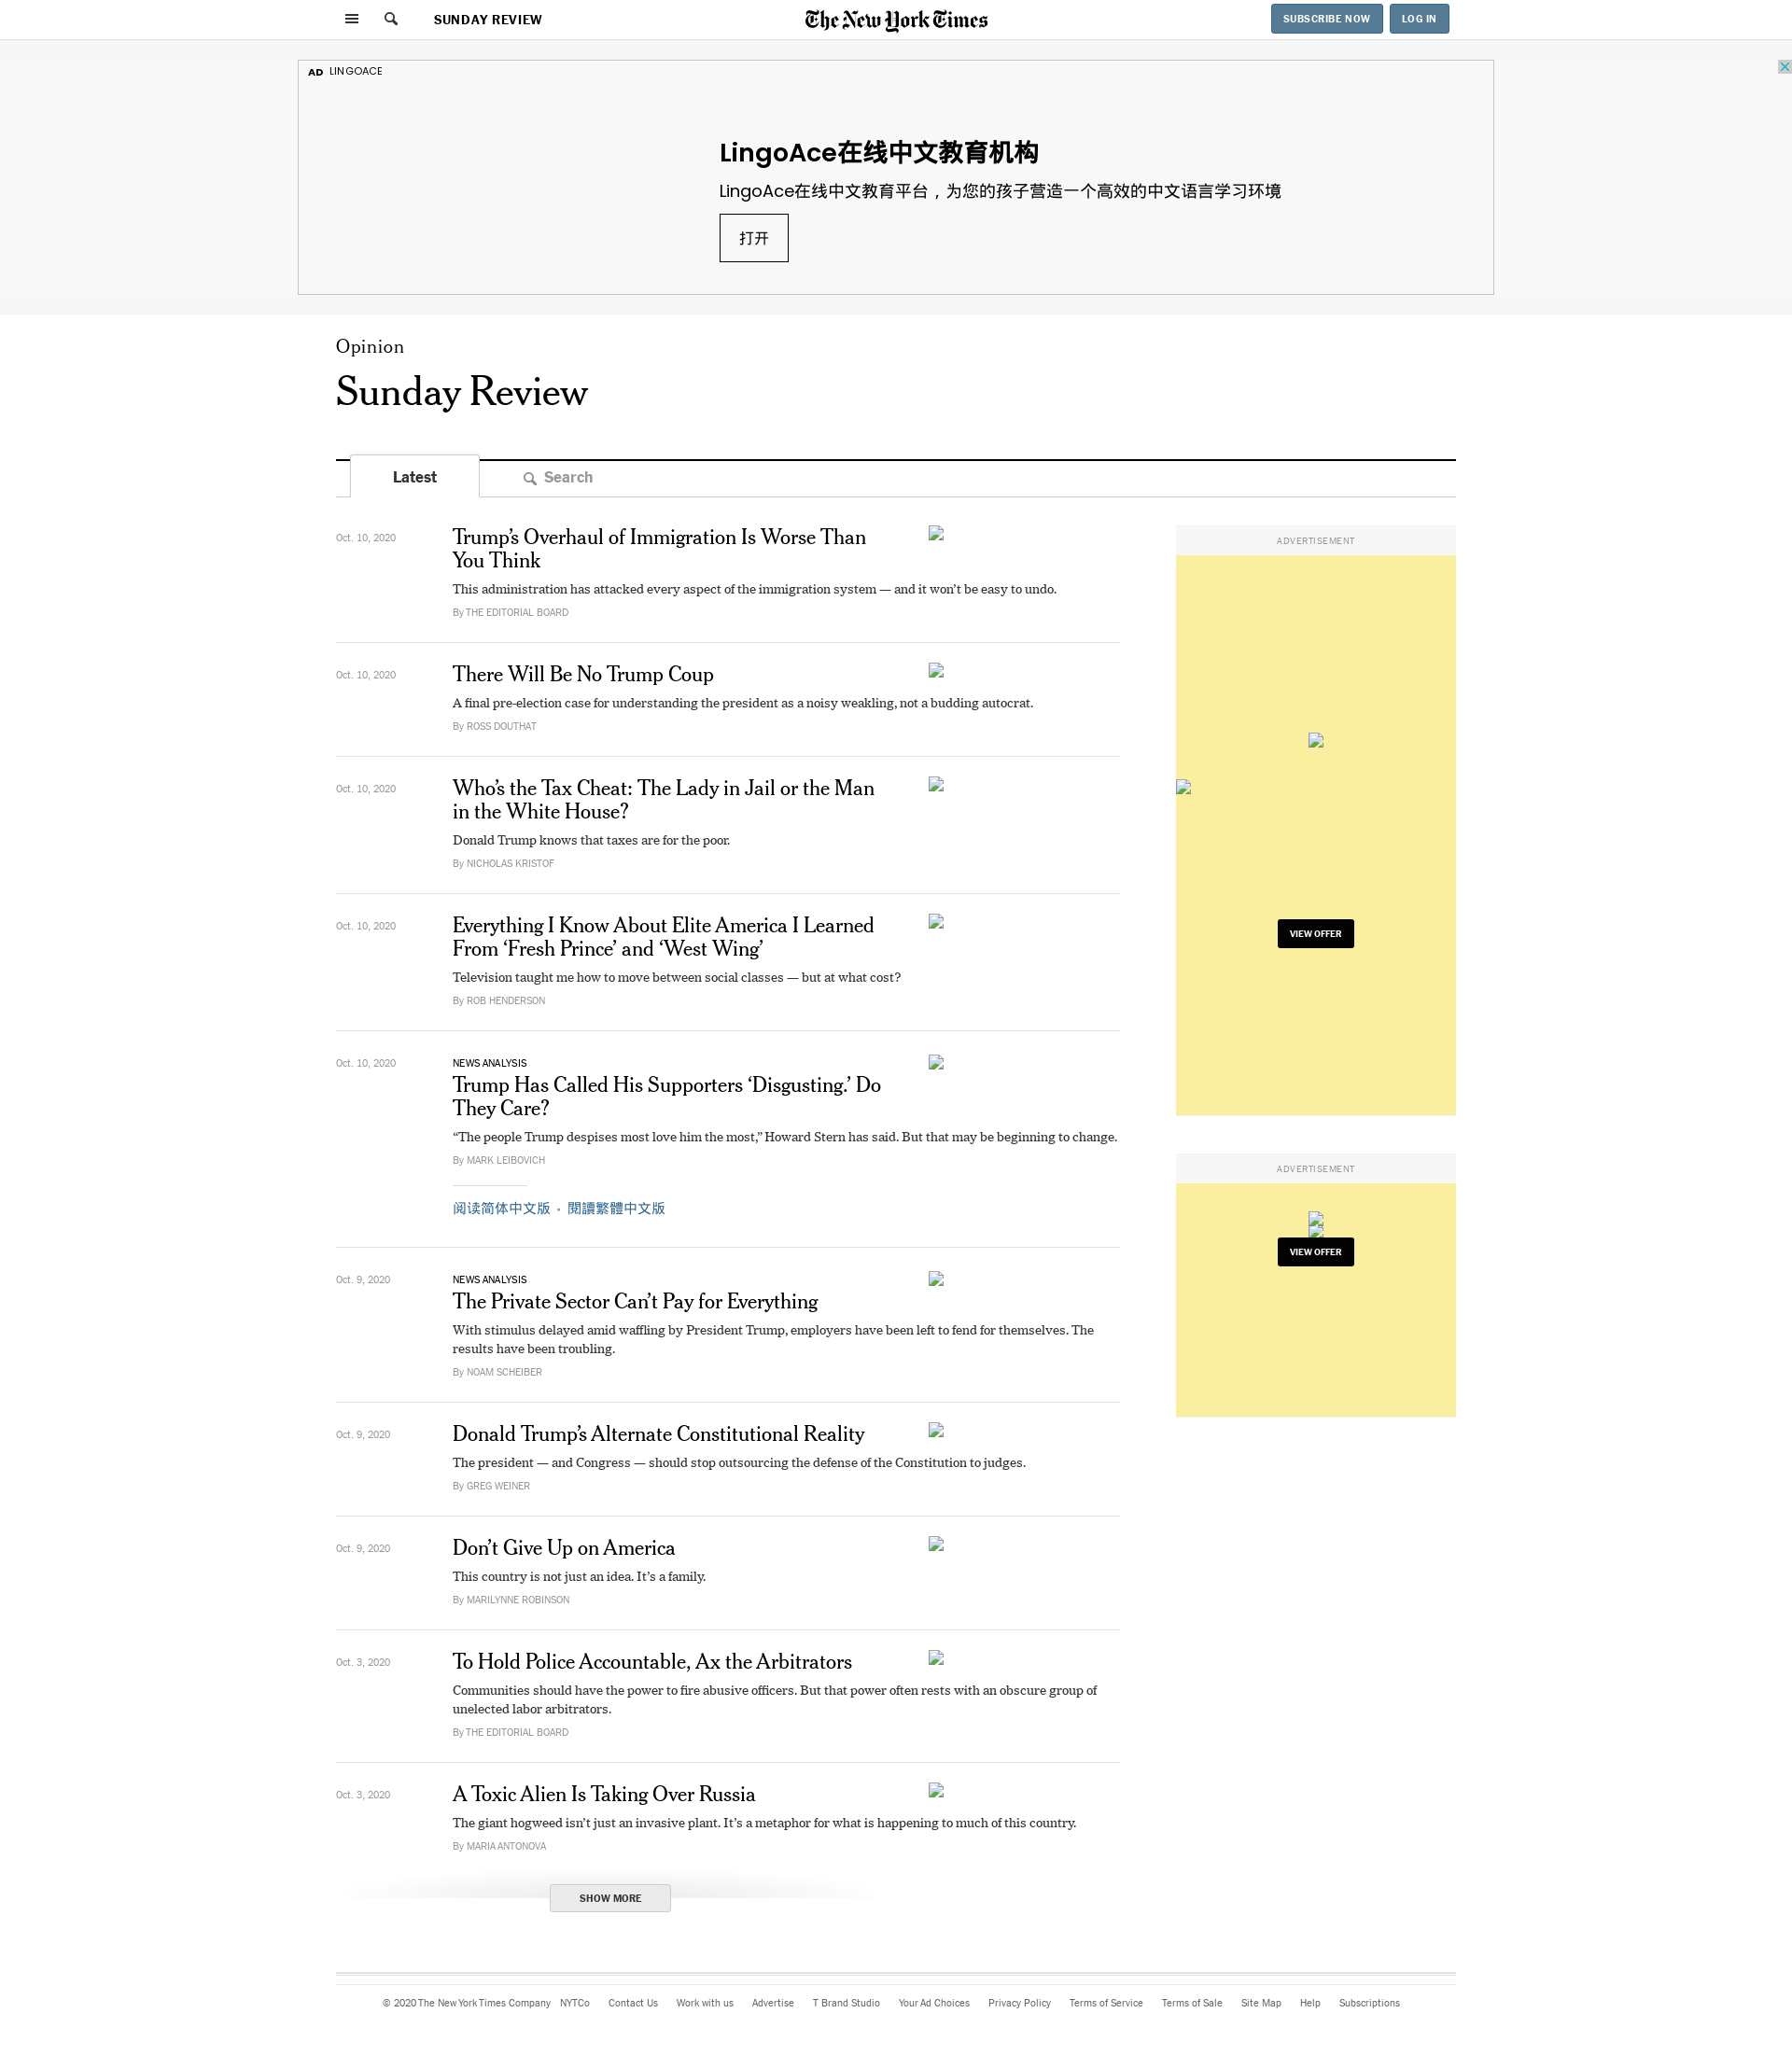 SUNDAY REVIEW
The New York Times
SUBSCRIBE NOW
LOG IN
AD LINGOACE
LingoAce在线中文教育机构
LingoAce在线中文教育平台，为您的孩子营造一个高效的中文语言学习环境
打开
Opinion
Sunday Review
Latest
Search
Oct. 10, 2020
Trump’s Overhaul of Immigration Is Worse Than
You Think
This administration has attacked every aspect of the immigration system — and it won’t be easy to undo.
By THE EDITORIAL BOARD
Oct. 10, 2020
There Will Be No Trump Coup
A final pre-election case for understanding the president as a noisy weakling, not a budding autocrat.
By ROSS DOUTHAT
Oct. 10, 2020
Who’s the Tax Cheat: The Lady in Jail or the Man
in the White House?
Donald Trump knows that taxes are for the poor.
By NICHOLAS KRISTOF
Oct. 10, 2020
Everything I Know About Elite America I Learned
From ‘Fresh Prince’ and ‘West Wing’
Television taught me how to move between social classes — but at what cost?
By ROB HENDERSON
Oct. 10, 2020
NEWS ANALYSIS
Trump Has Called His Supporters ‘Disgusting.’ Do
They Care?
“The people Trump despises most love him the most,” Howard Stern has said. But that may be beginning to change.
By MARK LEIBOVICH
阅读简体中文版 • 閱讀繁體中文版
Oct. 9, 2020
NEWS ANALYSIS
The Private Sector Can’t Pay for Everything
With stimulus delayed amid waffling by President Trump, employers have been left to fend for themselves. The
results have been troubling.
By NOAM SCHEIBER
Oct. 9, 2020
Donald Trump’s Alternate Constitutional Reality
The president — and Congress — should stop outsourcing the defense of the Constitution to judges.
By GREG WEINER
Oct. 9, 2020
Don’t Give Up on America
This country is not just an idea. It’s a family.
By MARILYNNE ROBINSON
Oct. 3, 2020
To Hold Police Accountable, Ax the Arbitrators
Communities should have the power to fire abusive officers. But that power often rests with an obscure group of
unelected labor arbitrators.
By THE EDITORIAL BOARD
Oct. 3, 2020
A Toxic Alien Is Taking Over Russia
The giant hogweed isn’t just an invasive plant. It’s a metaphor for what is happening to much of this country.
By MARIA ANTONOVA
SHOW MORE
ADVERTISEMENT
VIEW OFFER
ADVERTISEMENT
VIEW OFFER
© 2020 The New York Times Company NYTCo Contact Us Work with us Advertise T Brand Studio Your Ad Choices Privacy Policy Terms of Service Terms of Sale Site Map Help Subscriptions